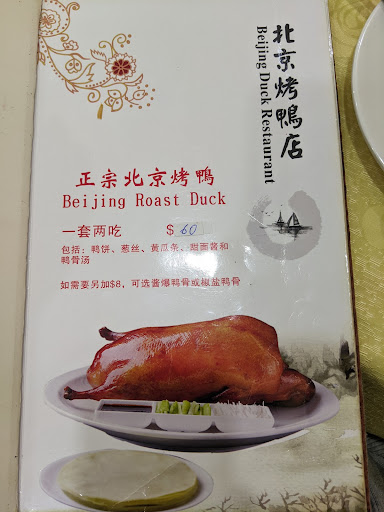 北京烤鴨店
Beijing Duck Restaurant
正宗北京烤鴨
Beijing Roast Duck
一套两吃 $ 60
包括：鸭饼、葱丝、黄瓜条、甜面酱和
鸭骨汤
如需要另加$8，可选酱爆鸭骨或椒盐鸭骨